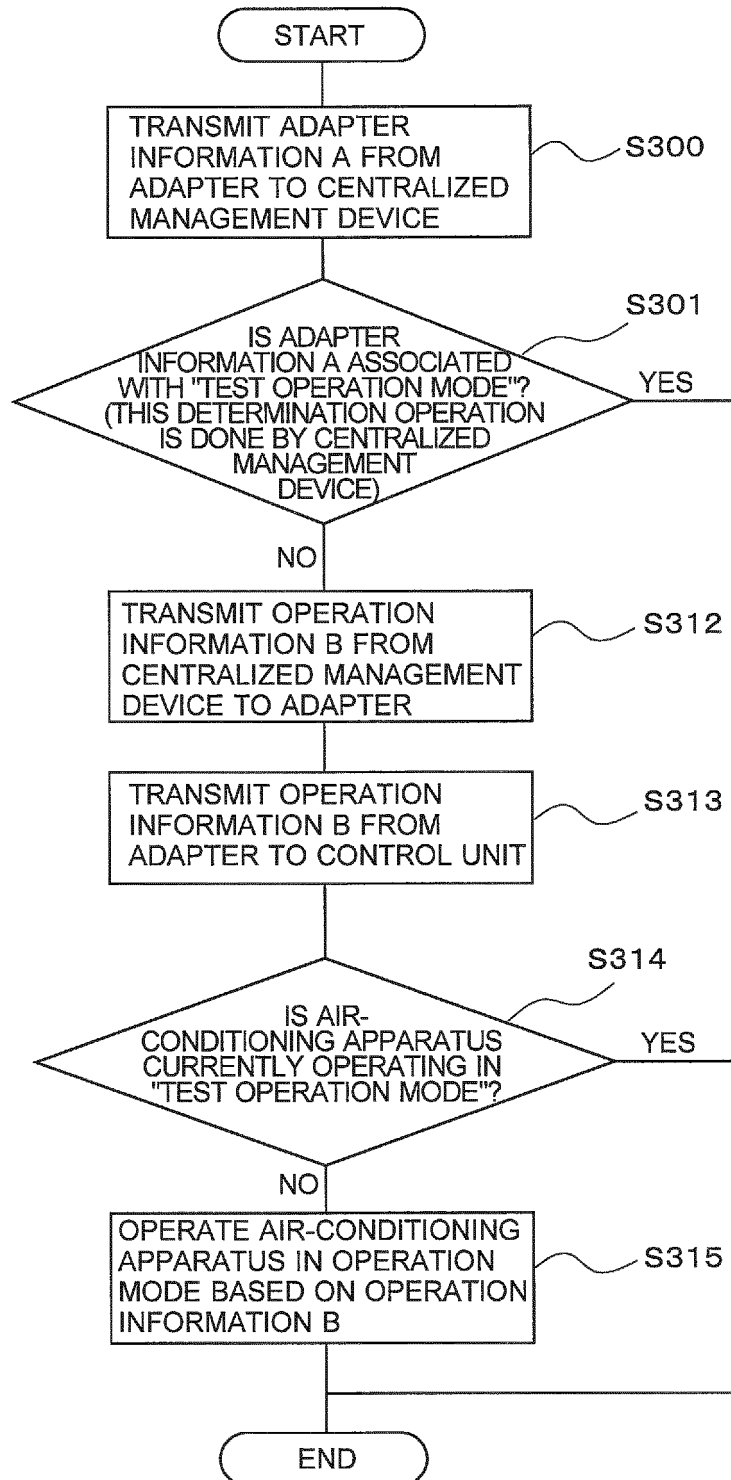 START
TRANSMIT ADAPTER
INFORMATION A FROM
ADAPTER TO CENTRALIZED
MANAGEMENT DEVICE
S300
S301
IS ADAPTER
INFORMATION A ASSOCIATED
WITH "TEST OPERATION MODE"?
(THIS DETERMINATION OPERATION
IS DONE BY CENTRALIZED
MANAGEMENT
DEVICE)
YES
NO
TRANSMIT OPERATION
INFORMATION B FROM
CENTRALIZED MANAGEMENT
DEVICE TO ADAPTER
S312
TRANSMIT OPERATION
INFORMATION B FROM
ADAPTER TO CONTROL UNIT
S313
S314
IS AIR-
CONDITIONING APPARATUS
CURRENTLY OPERATING IN
"TEST OPERATION MODE"?
YES
NO
OPERATE AIR-CONDITIONING
APPARATUS IN OPERATION
MODE BASED ON OPERATION
INFORMATION B
S315
END